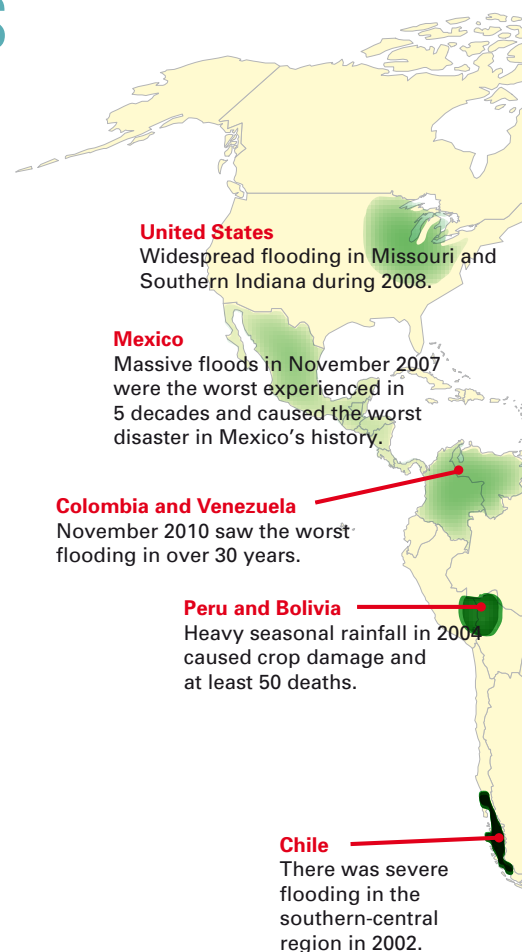 s
United States
Widespread flooding in Missouri and
Southern Indiana during 2008.
Mexico
Massive floods in November 2007
were the worst experienced in
5 decades and caused the worst
disaster in Mexico's history.
Colombia and Venezuela
November 2010 saw the worst
flooding in over 30 years.
Peru and Bolivia
Heavy seasonal rainfall in 2004
caused crop damage and
at least 50 deaths.
Chile
There was severe
flooding in the
southern-central
region in 2002.